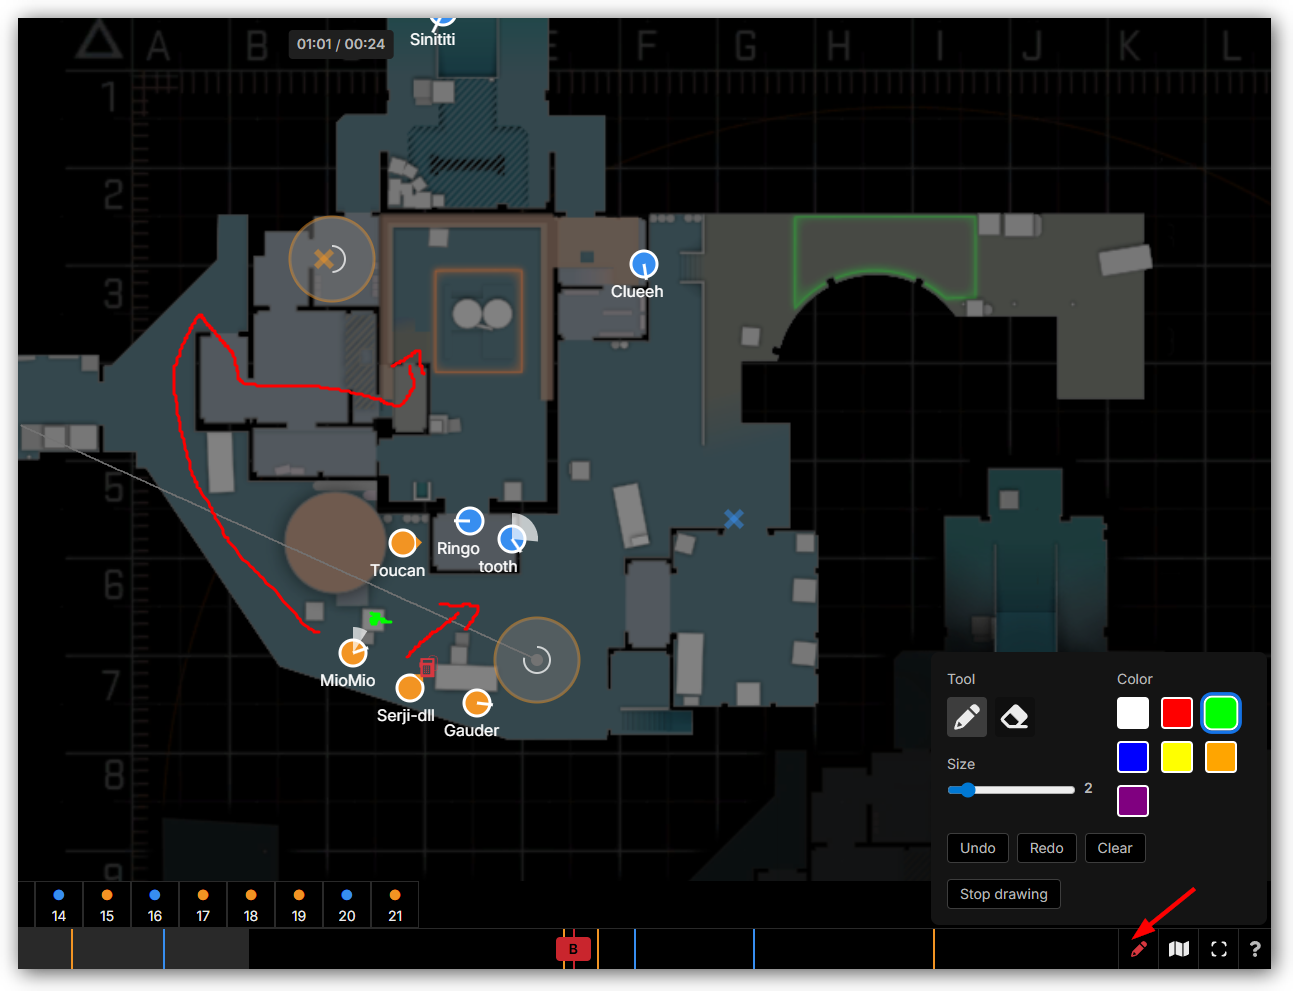 A B E F G H I J K L
01:01 / 00:24
Sinititi
1
2
3
5
6
7
8
9
Clueeh
Ringo
tooth
Toucan
MioMio
Serji-dll
Gauder
Tool
Color
Size
2
Undo
Redo
Clear
Stop drawing
14 15 16 17 18 19 20 21
B
?